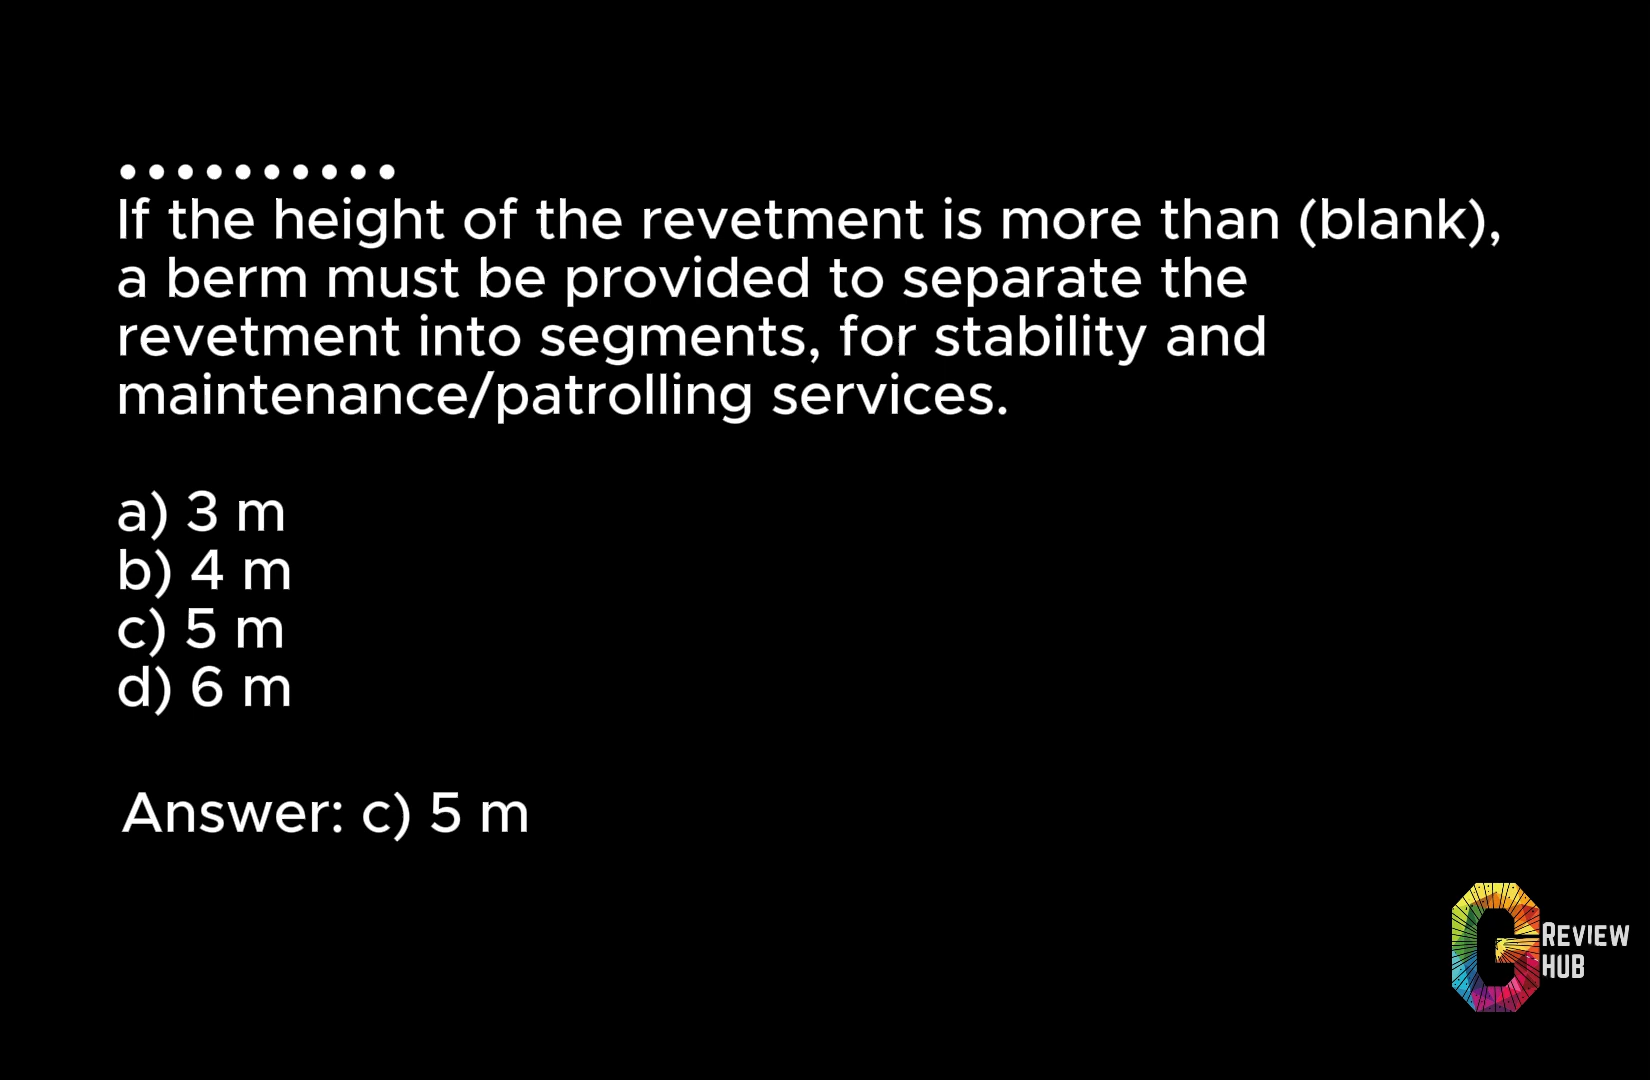 ••••••••••
If the height of the revetment is more than (blank),
a berm must be provided to separate the
revetment into segments, for stability and
maintenance/patrolling services.
a) 3 m
b) 4 m
c) 5 m
d) 6 m
Answer: c) 5 m
G REVIEW
HUB